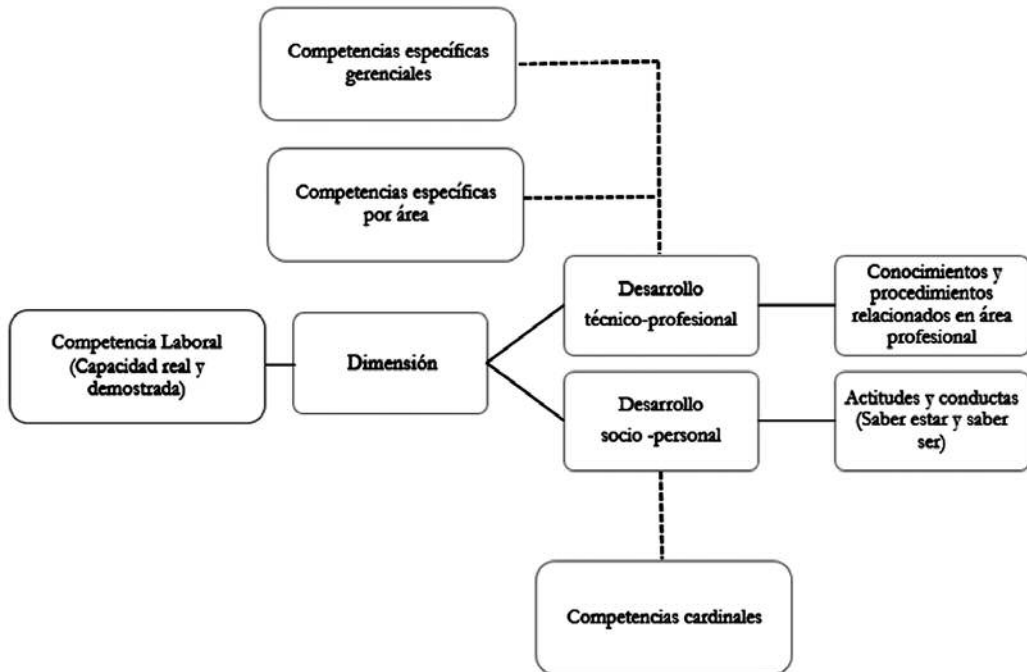 Competencias específicas
gerenciales
Competencias específicas
por área
Competencia Laboral
(Capacidad real y
demostrada)
Dimensión
Desarrollo
técnico-profesional
Conocimientos y
procedimientos
relacionados en área
profesional
Desarrollo
socio -personal
Actitudes y conductas
(Saber estar y saber
ser)
Competencias cardinales